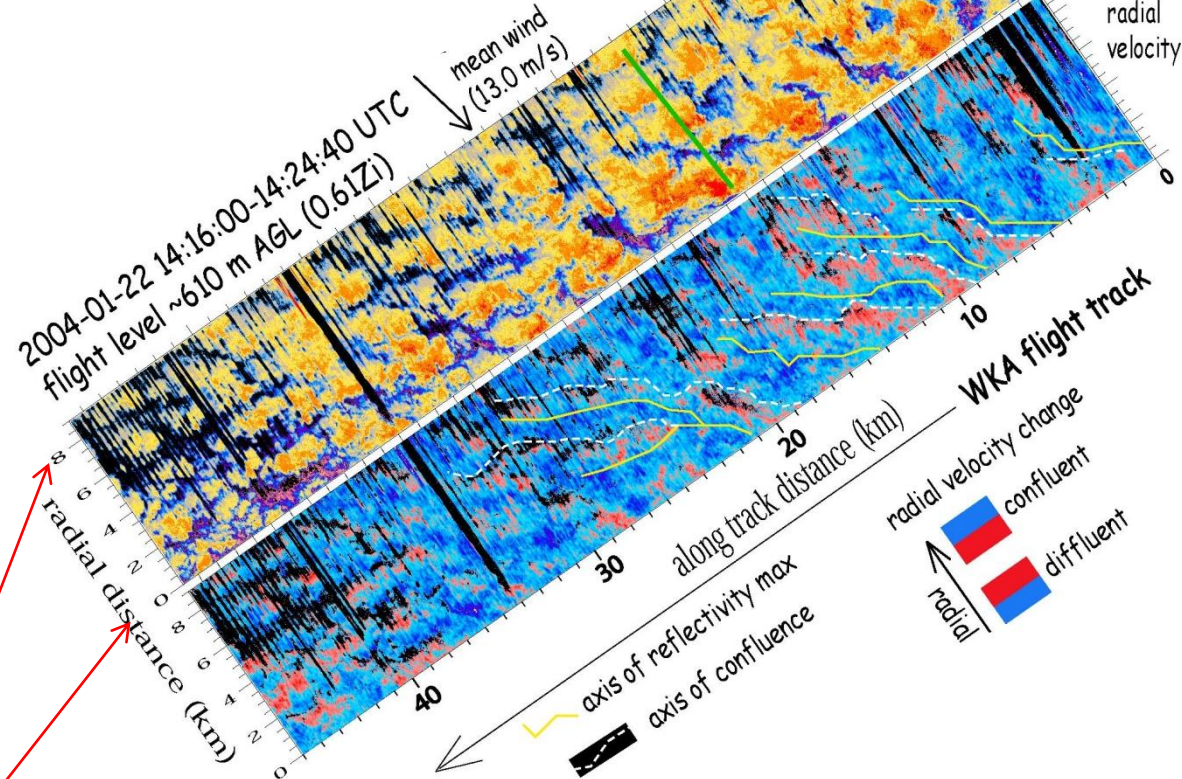 2004-01-22 14:16:00-14:24:40 UTC
flight level ~610 m AGL (0.61Zi)
mean wind
(13.0 m/s)
radial
velocity
8
6
4
2
0
8
6
4
2
0
radial distance (km)
0
10
20
30
40
along track distance (km)
WKA flight track
radial velocity change
confluent
diffluent
radial
axis of reflectivity max
axis of confluence